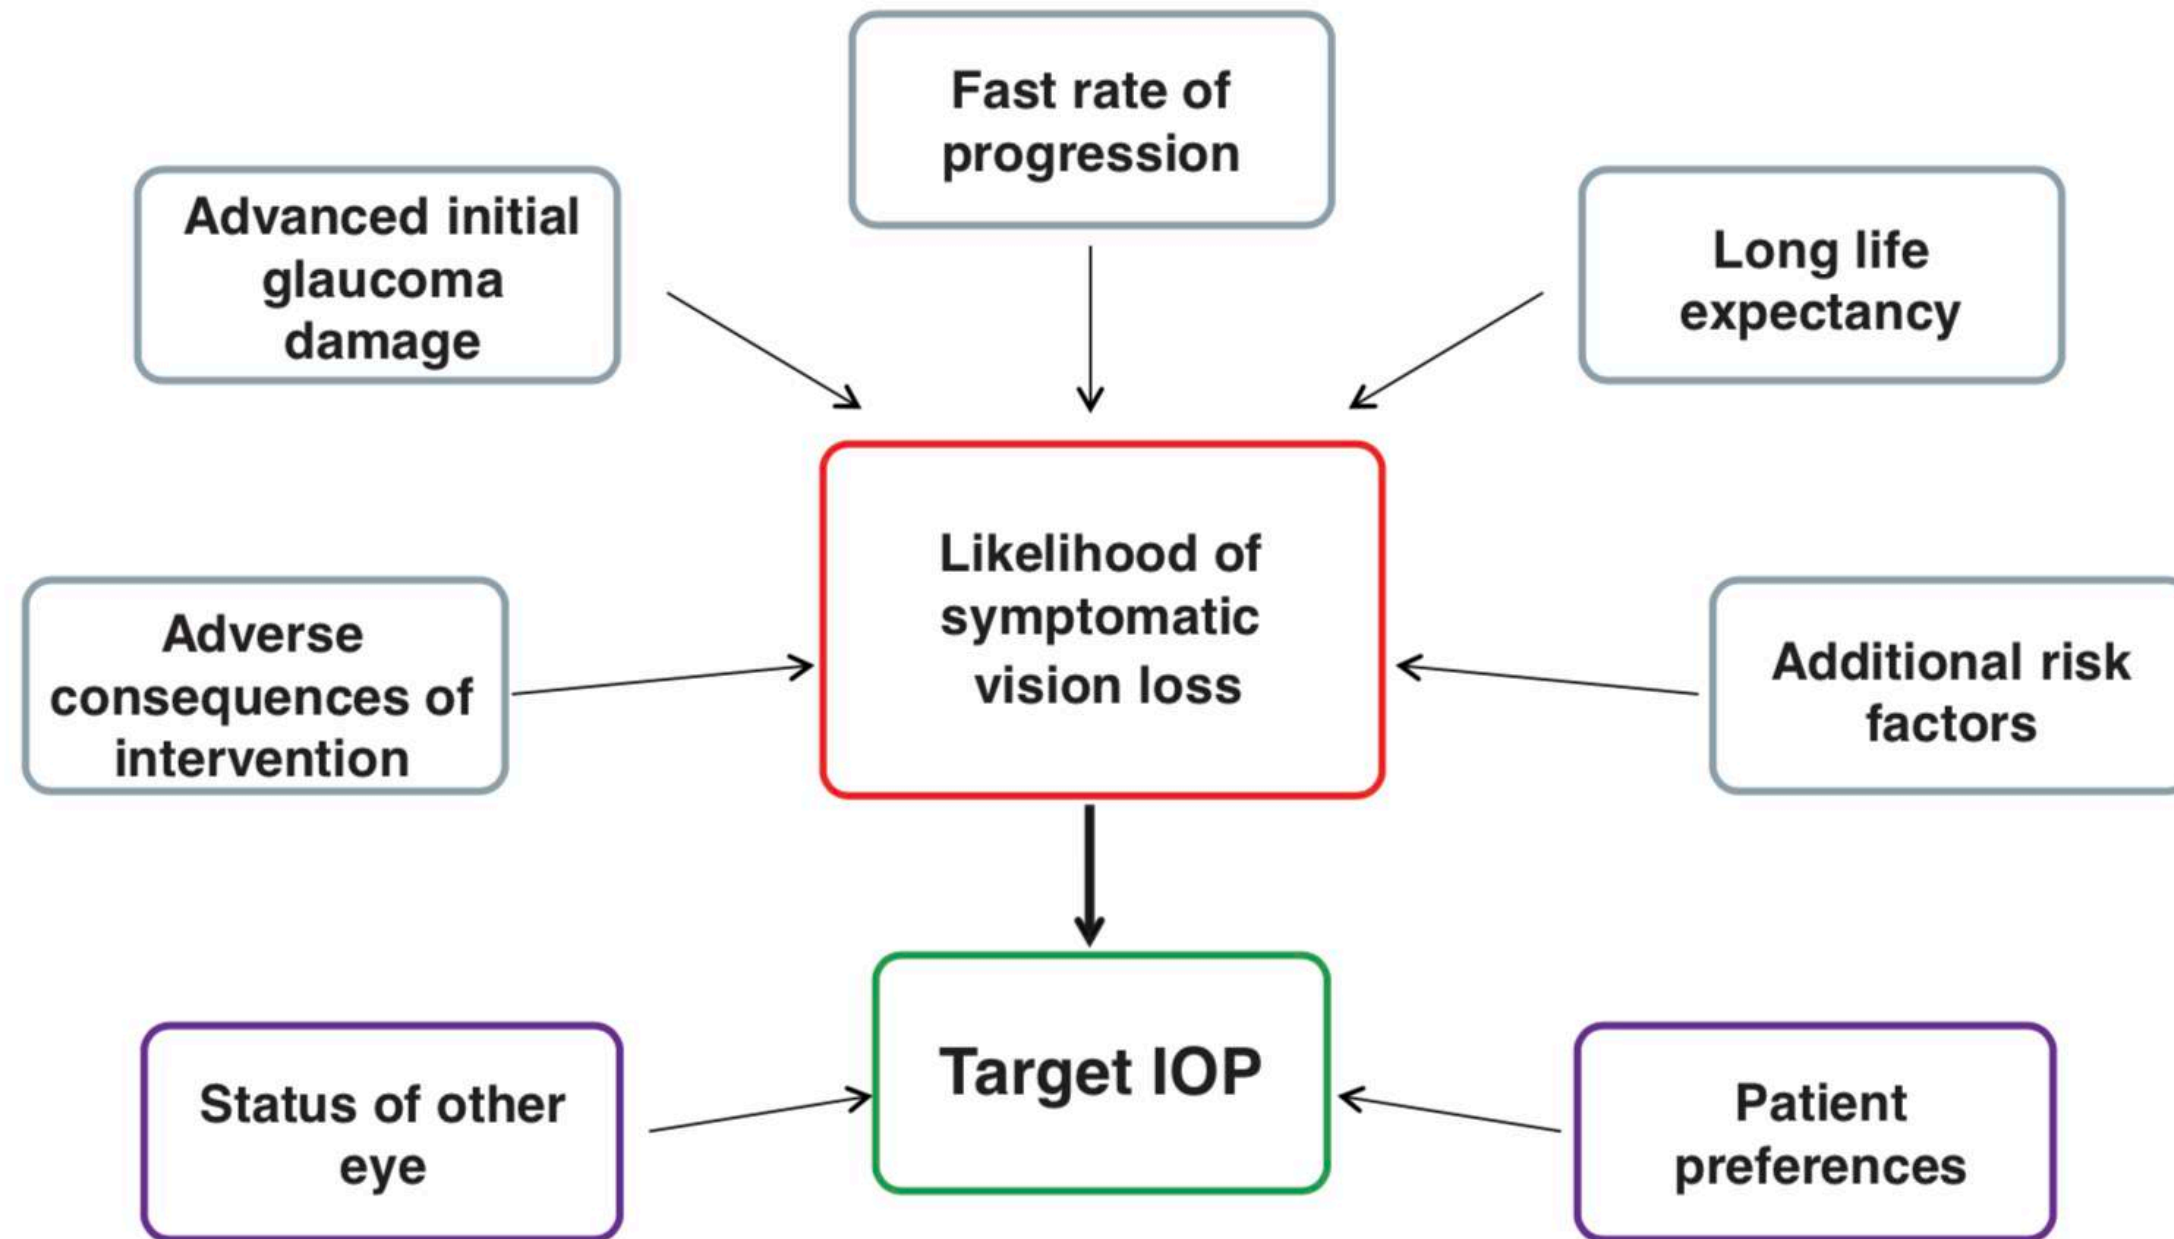 Fast rate of
progression
Advanced initial
glaucoma
damage
Long life
expectancy
Likelihood of
symptomatic
vision loss
Adverse
consequences of
intervention
Additional risk
factors
Target IOP
Status of other
eye
Patient
preferences